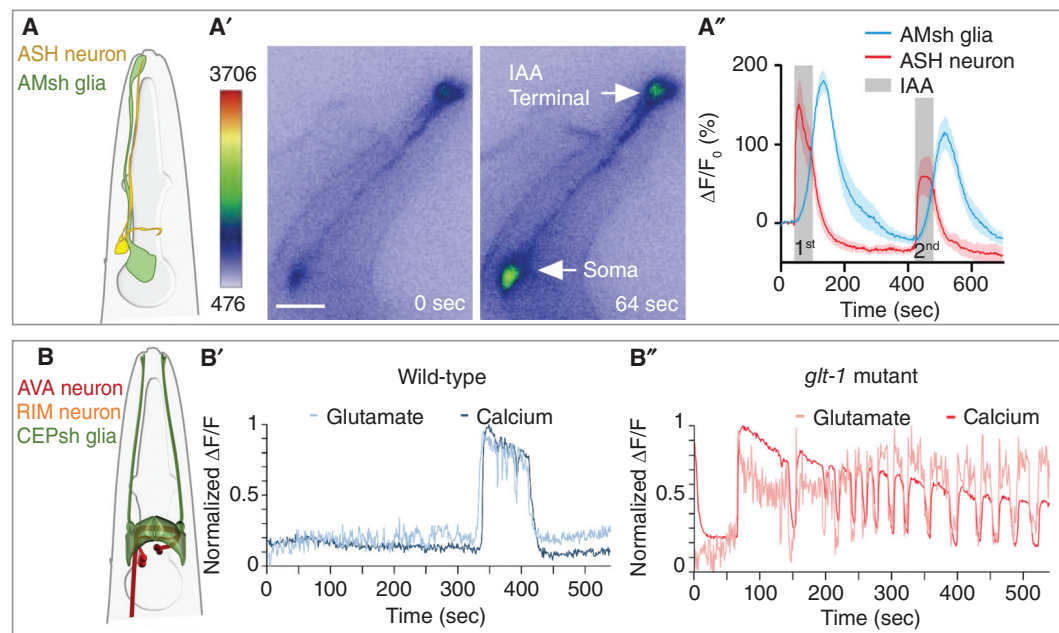 A
ASH neuron
AMsh glia
A′
3706
476
IAA
Terminal
0 sec
Soma
64 sec
A″
AMsh glia
ASH neuron
IAA
ΔF/F0 (%)
200
100
0
1st
2nd
0 200 400 600
Time (sec)
B
AVA neuron
RIM neuron
CEPsh glia
B′
Wild-type
Glutamate Calcium
Normalized ΔF/F
1
0.5
0
0 100 200 300 400 500
Time (sec)
B″
glt-1 mutant
Glutamate Calcium
Normalized ΔF/F
1
0.5
0
0 100 200 300 400 500
Time (sec)